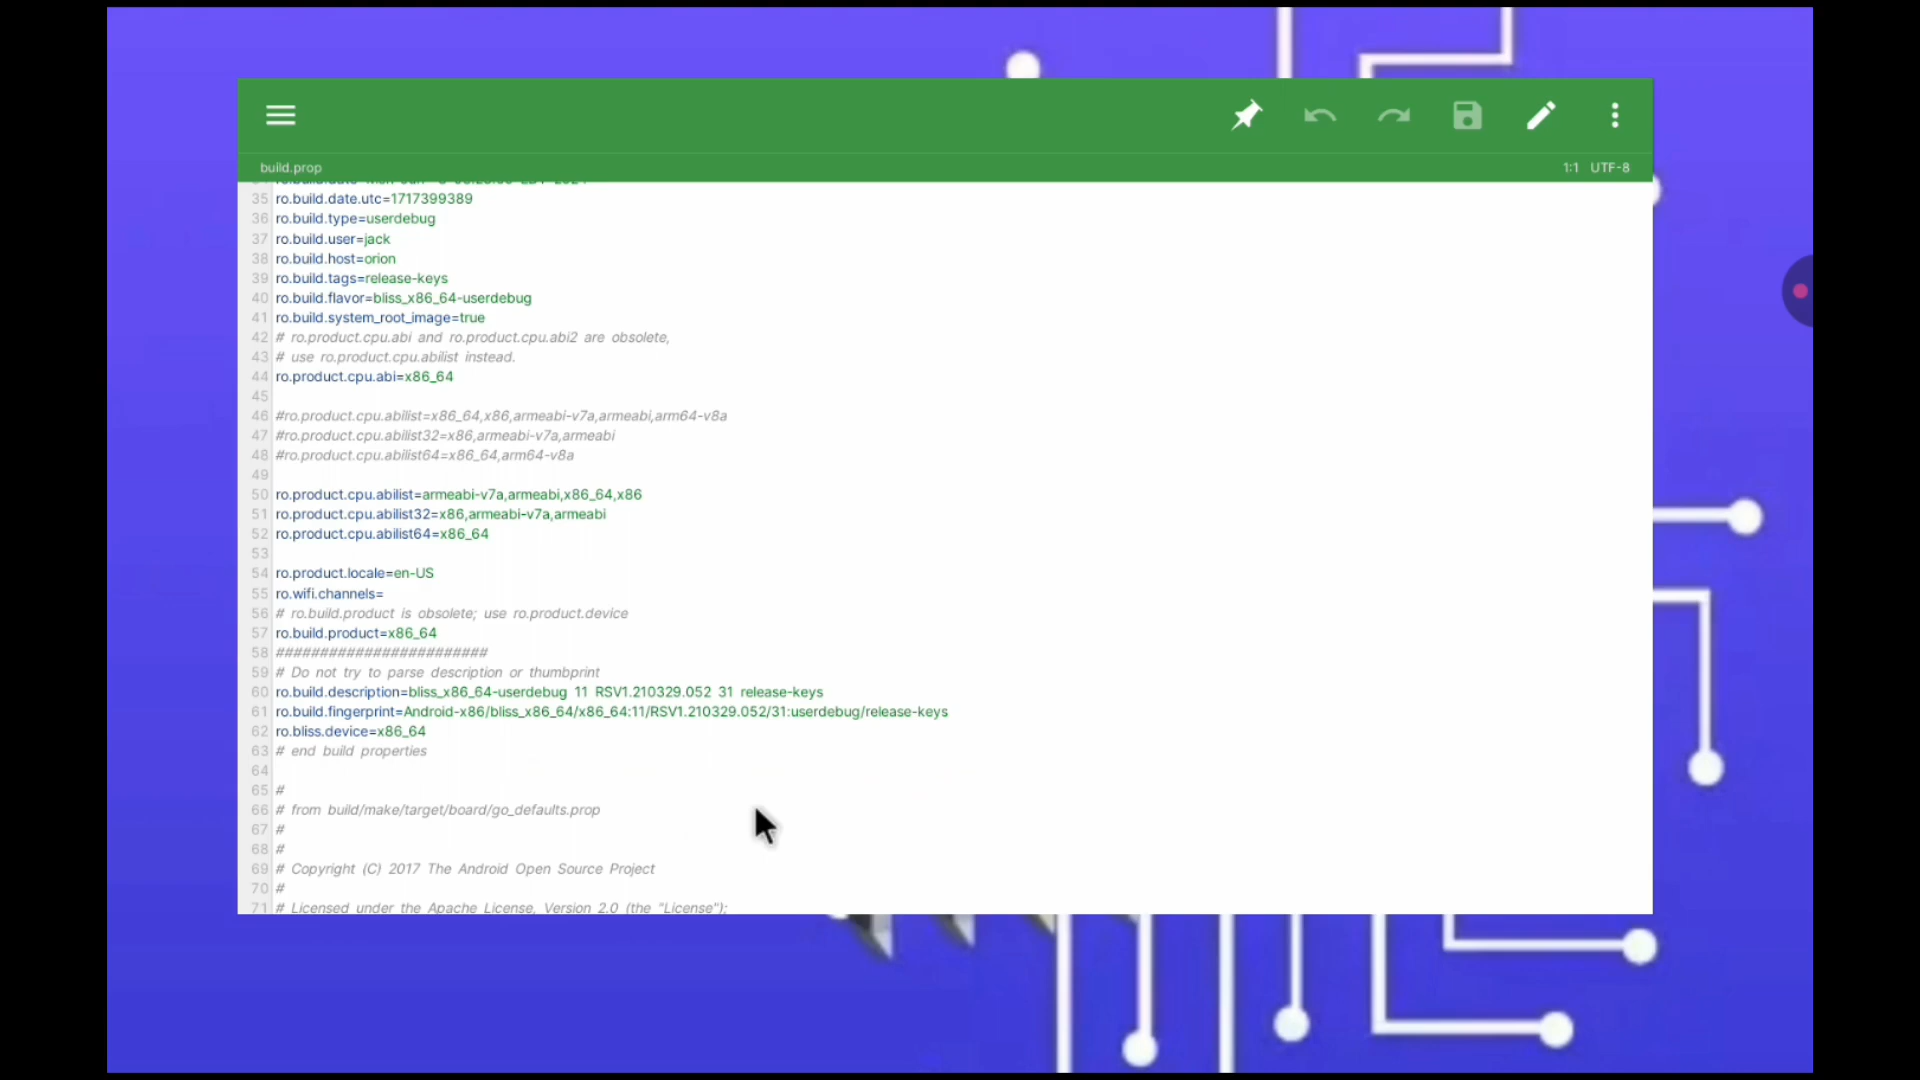 build.prop
1:1 UTF-8
35 ro.build.date.utc=1717399389
36 ro.build.type=userdebug
37 ro.build.user=jack
38 ro.build.host=orion
39 ro.build.tags=release-keys
40 ro.build.flavor=bliss_x86_64-userdebug
41 ro.build.system_root_image=true
42 # ro.product.cpu.abi and ro.product.cpu.abi2 are obsolete,
43 # use ro.product.cpu.abilist instead.
44 ro.product.cpu.abi=x86_64
45
46 #ro.product.cpu.abilist=x86_64,x86,armeabi-v7a,armeabi,arm64-v8a
47 #ro.product.cpu.abilist32=x86,armeabi-v7a,armeabi
48 #ro.product.cpu.abilist64=x86_64,arm64-v8a
49
50 ro.product.cpu.abilist=armeabi-v7a,armeabi,x86_64,x86
51 ro.product.cpu.abilist32=x86,armeabi-v7a,armeabi
52 ro.product.cpu.abilist64=x86_64
53
54 ro.product.locale=en-US
55 ro.wifi.channels=
56 # ro.build.product is obsolete; use ro.product.device
57 ro.build.product=x86_64
58 ########################
59 # Do not try to parse description or thumbprint
60 ro.build.description=bliss_x86_64-userdebug 11 RSV1.210329.052 31 release-keys
61 ro.build.fingerprint=Android-x86/bliss_x86_64/x86_64:11/RSV1.210329.052/31:userdebug/release-keys
62 ro.bliss.device=x86_64
63 # end build properties
64
65 #
66 # from build/make/target/board/go_defaults.prop
67 #
68 #
69 # Copyright (C) 2017 The Android Open Source Project
70 #
71 # Licensed under the Apache License, Version 2.0 (the "License");